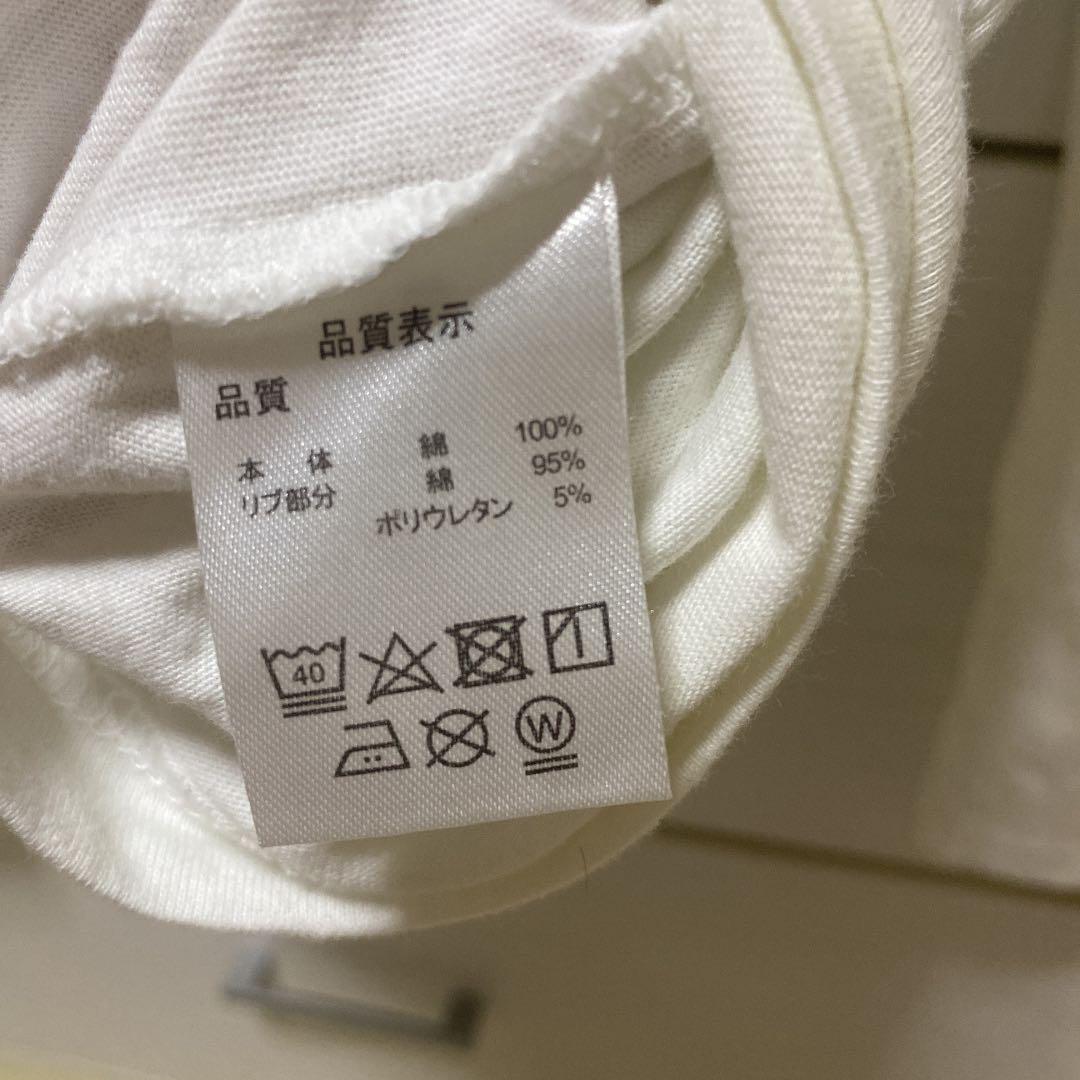 品質表示
品質
本体 綿 100%
リブ部分 綿 95%
ポリウレタン 5%
40
W